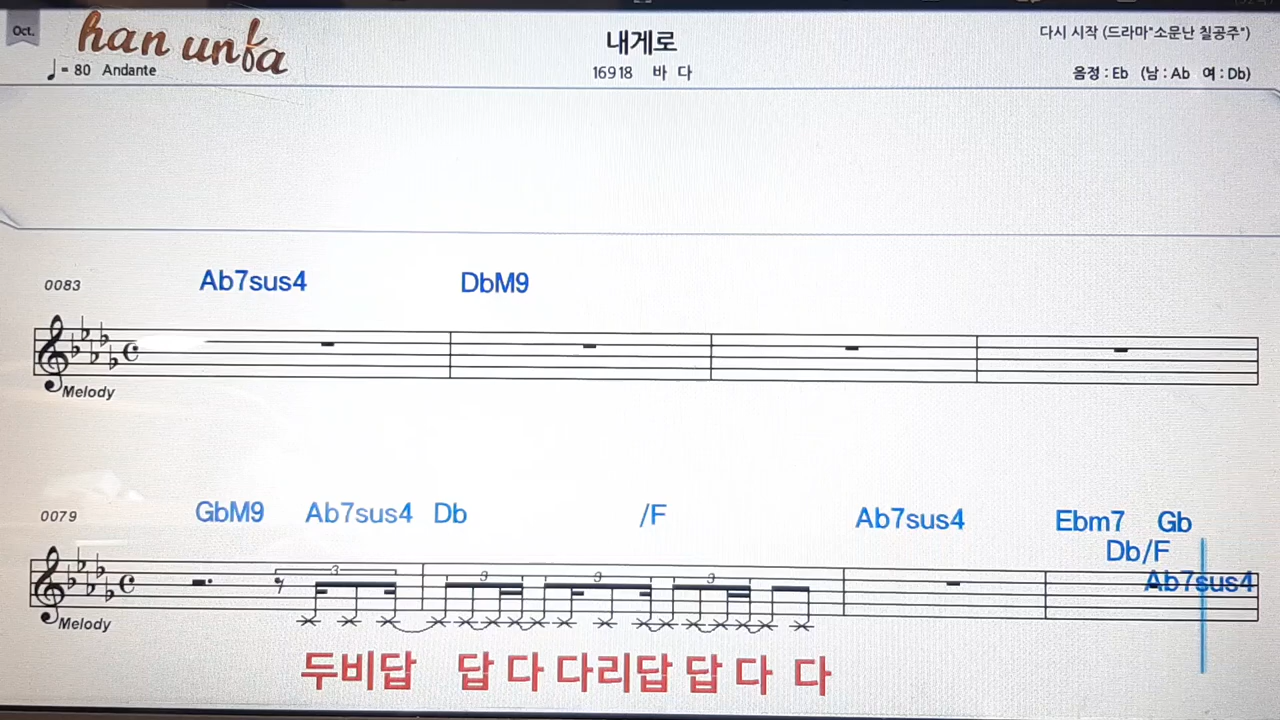 Oct.
han unfa
내게로
다시 시작 (드라마"소문난 칠공주")
♩= 80 Andante
16918 바 다
음정 : Eb (남 : Ab 여 : Db)
0083
Ab7sus4 DbM9
Melody
0079
GbM9 Ab7sus4 Db /F Ab7sus4 Ebm7 Gb
Db/F
Ab7sus4
3 3 3 3
Melody
두비답 답 다 다리답 답 다 다